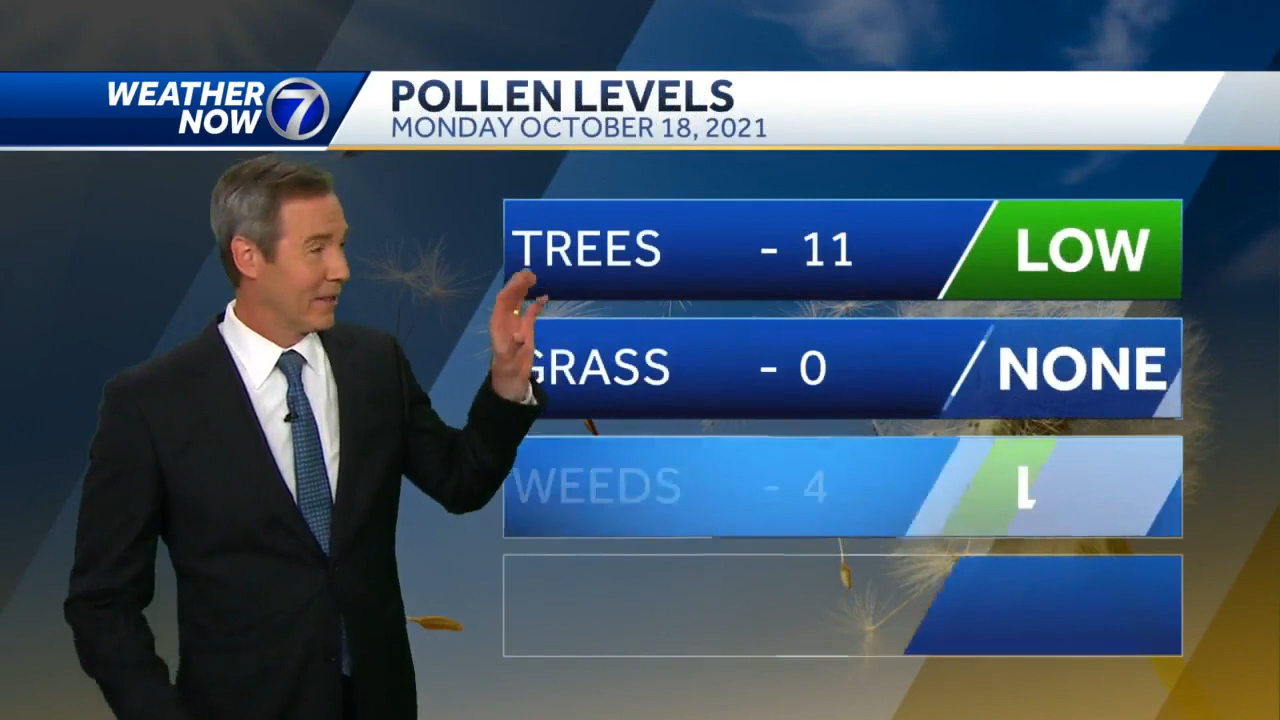 WEATHER
NOW 7
POLLEN LEVELS
MONDAY OCTOBER 18, 2021
TREES - 11 LOW
GRASS - 0 NONE
WEEDS - 4